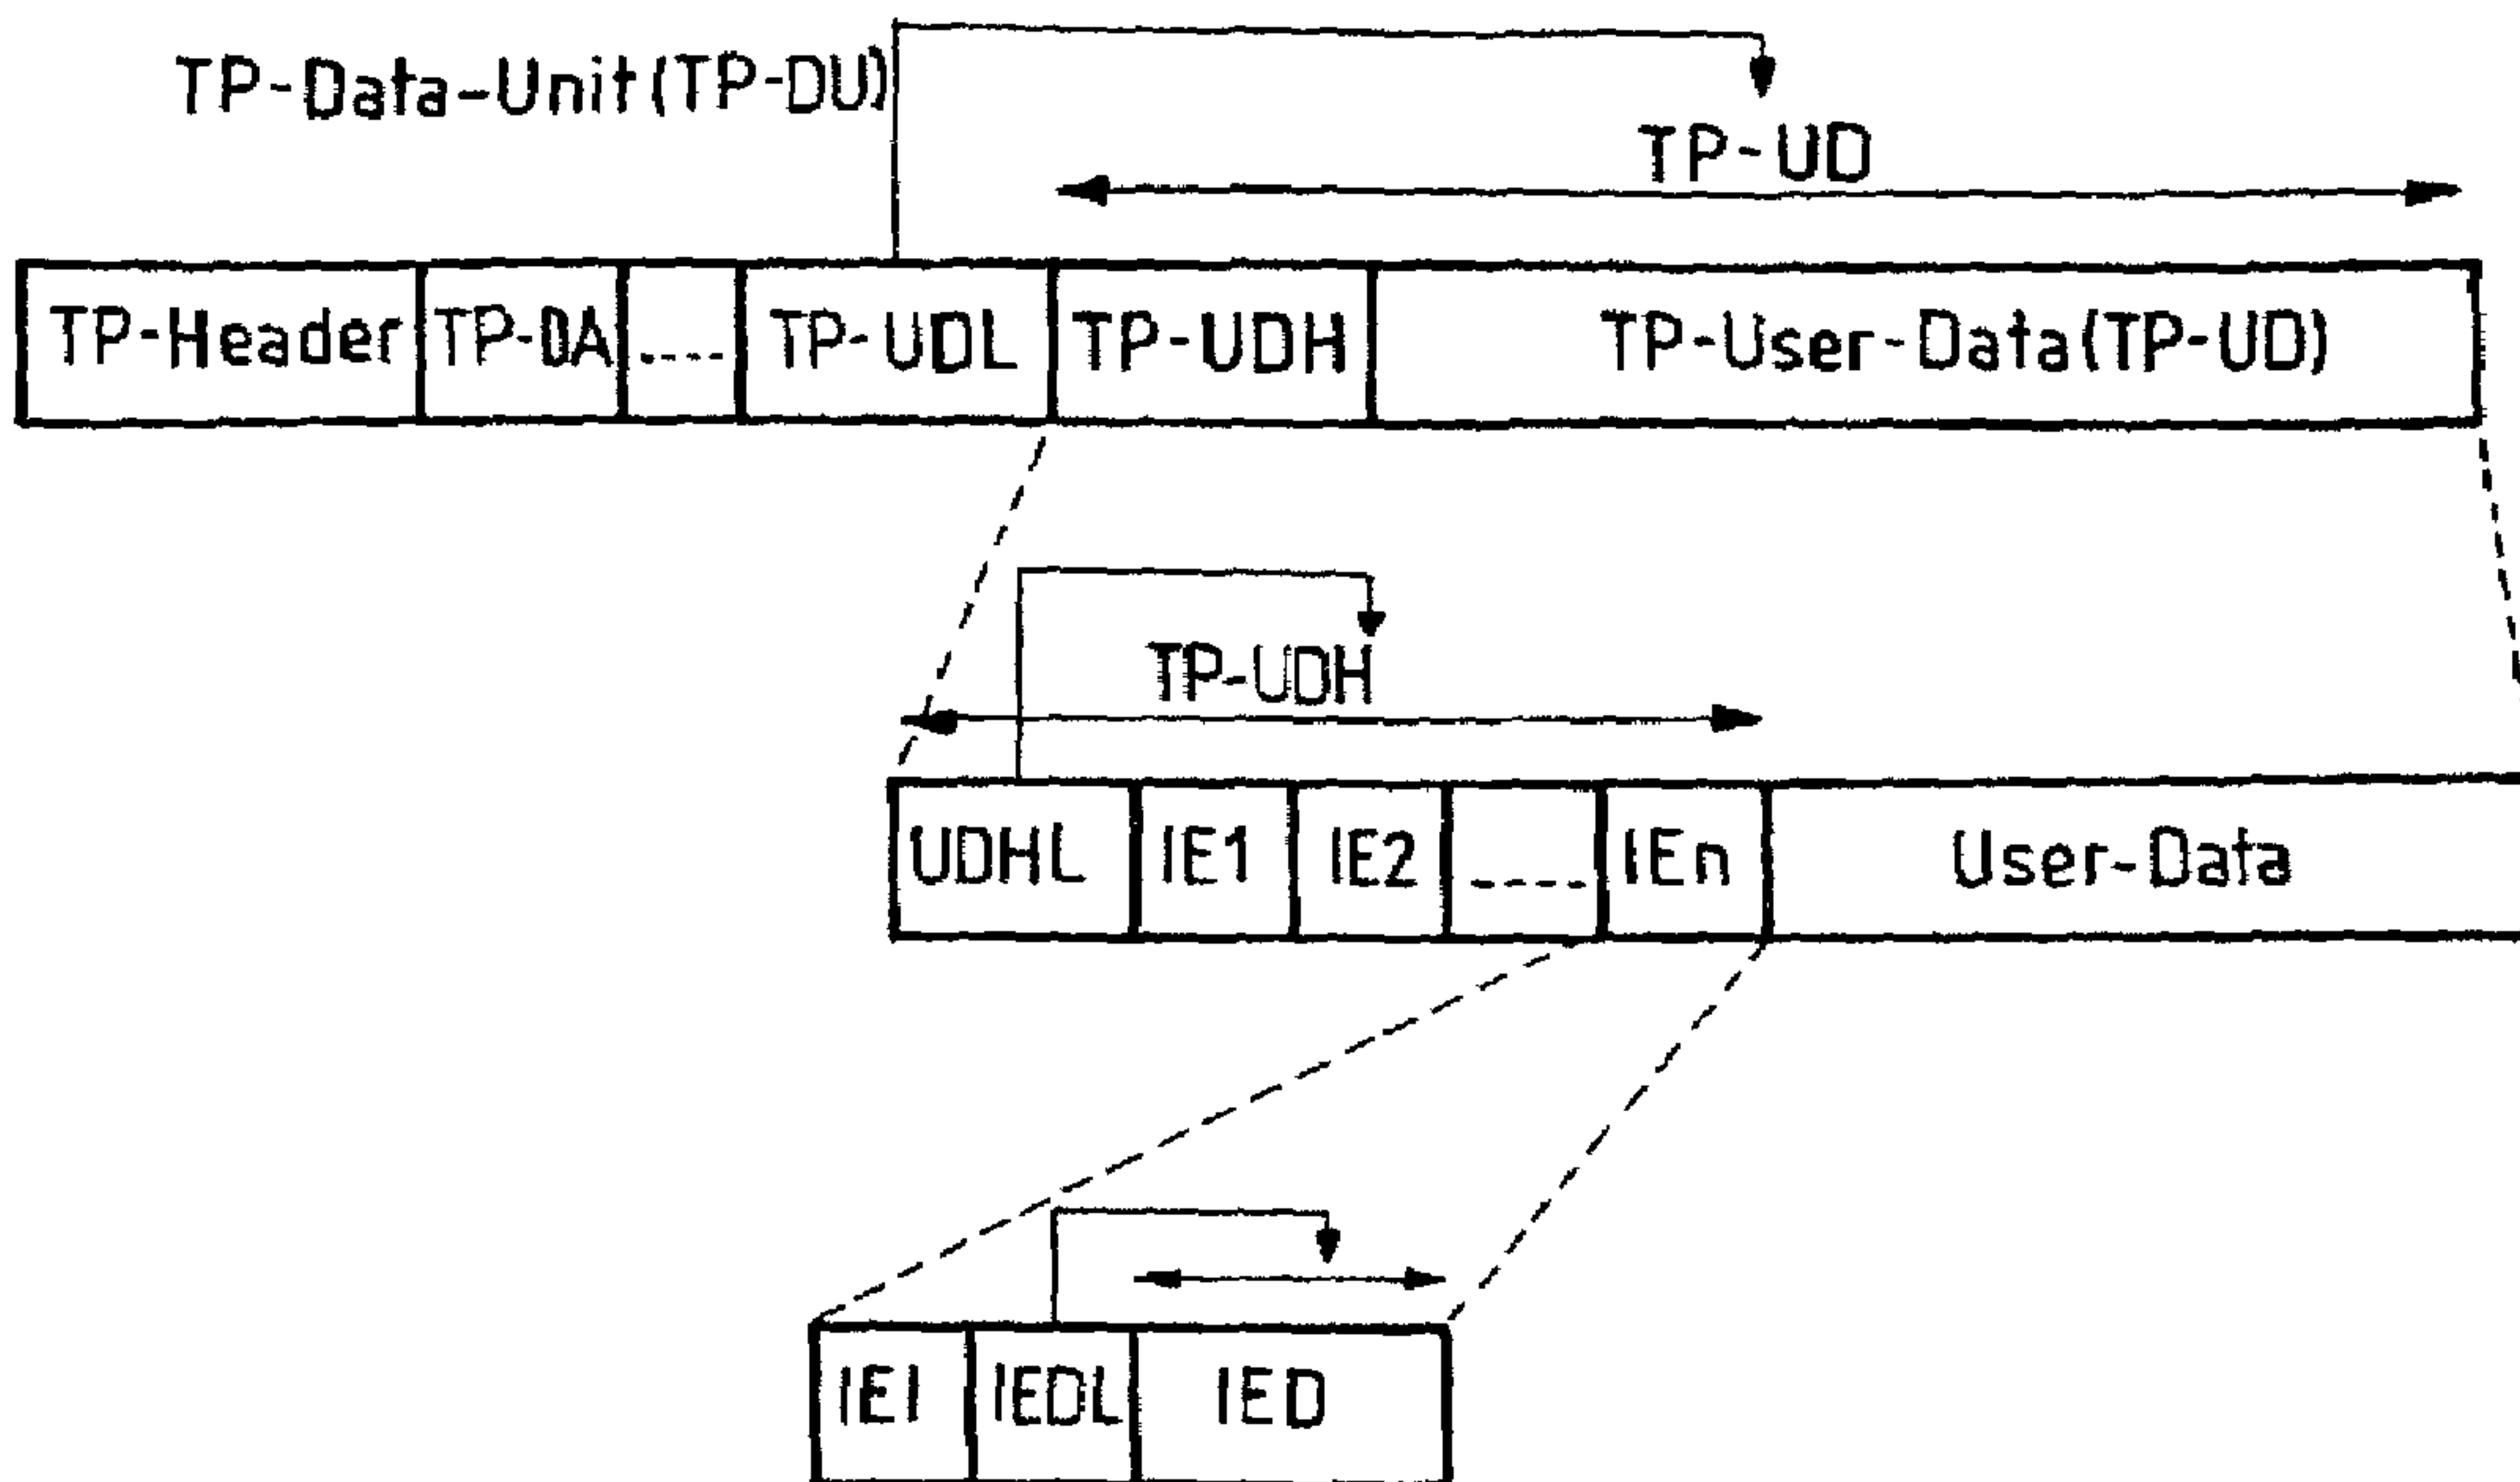 TP-Data-Unit(TP-DU)
TP-UD
TP-Header TP-DA .---- TP-UDL TP-UDH TP-User-Data(TP-UD)
TP-UDH
UDHL IE1 IE2 ----- IEn User-Data
IEI IEDL IED